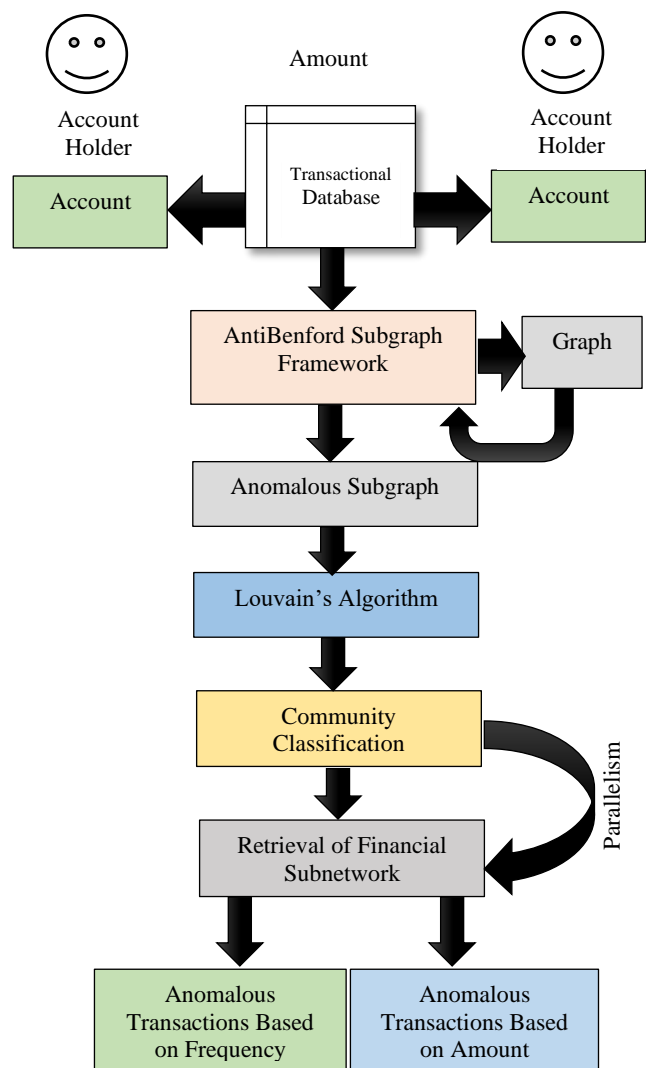 Amount
Account
Holder
Account
Holder
Account
Transactional
Database
Account
AntiBenford Subgraph
Framework
Graph
Anomalous Subgraph
Louvain’s Algorithm
Community
Classification
Parallelism
Retrieval of Financial
Subnetwork
Anomalous
Transactions Based
on Frequency
Anomalous
Transactions Based
on Amount